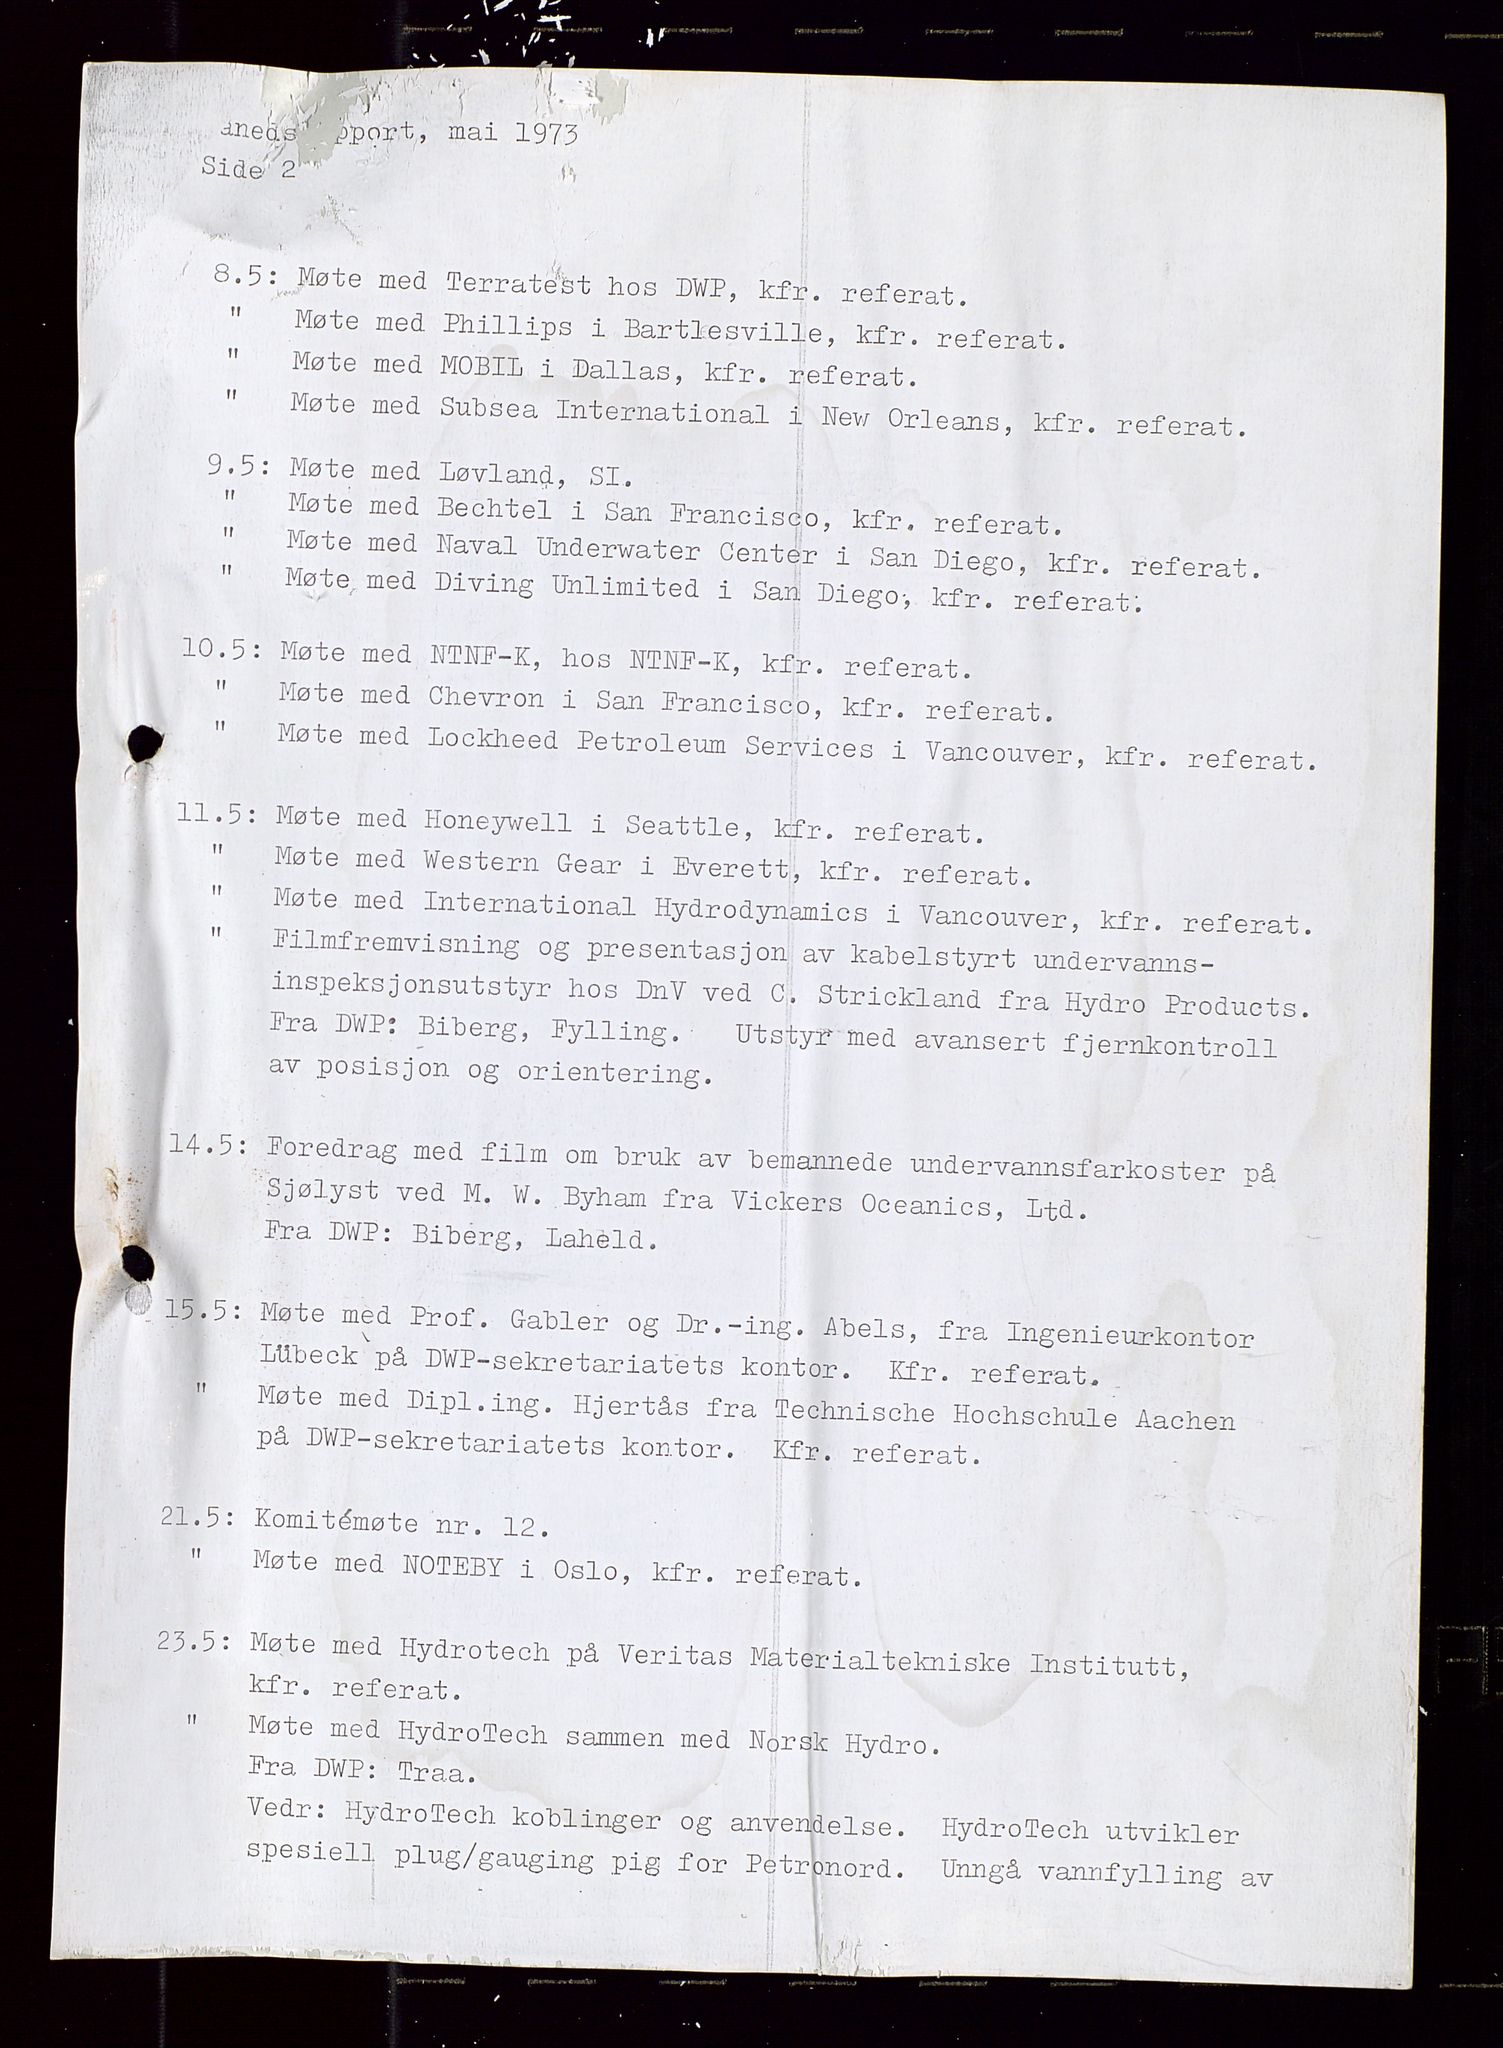 åneds pport, mai 1973
Side 2
8.5: Møte med Terratest hos DWP, kfr. referat.
" Møte med Phillips i Bartlesville, kfr. referat.
" Møte med MOBIL i Dallas, kfr. referat.
" Møte med Subsea International i New Orleans, kfr. referat.
9.5: Møte med Løvland, SI.
" Møte med Bechtel i San Francisco, kfr. referat.
" Møte med Naval Underwater Center i San Diego, kfr. referat.
" Møte med Diving Unlimited i San Diego, kfr. referat.
10.5: Møte med NTNF-K, hos NTNF-K, kfr. referat.
" Møte med Chevron i San Francisco, kfr. referat.
" Møte med Lockheed Petroleum Services i Vancouver, kfr. referat.
11.5: Møte med Honeywell i Seattle, kfr. referat.
" Møte med Western Gear i Everett, kfr. referat.
" Møte med International Hydrodynamics i Vancouver, kfr. referat.
" Filmfremvisning og presentasjon av kabelstyrt undervanns-
inspeksjonsutstyr hos DnV ved C. Strickland fra Hydro Products.
Fra DWP: Biberg, Fylling. Utstyr med avansert fjernkontroll
av posisjon og orientering.
14.5: Foredrag med film om bruk av bemannede undervannsfarkoster på
Sjølyst ved M. W. Byham fra Vickers Oceanics, Ltd.
Fra DWP: Biberg, Laheld.
15.5: Møte med Prof. Gabler og Dr.-ing. Abels, fra Ingenieurkontor
Lübeck på DWP-sekretariatets kontor. Kfr. referat.
" Møte med Dipl.ing. Hjertås fra Technische Hochschule Aachen
på DWP-sekretariatets kontor. Kfr. referat.
21.5: Komitémøte nr. 12.
" Møte med NOTEBY i Oslo, kfr. referat.
23.5: Møte med Hydrotech på Veritas Materialtekniske Institutt,
kfr. referat.
" Møte med HydroTech sammen med Norsk Hydro.
Fra DWP: Traa.
Vedr: HydroTech koblinger og anvendelse. HydroTech utvikler
spesiell plug/gauging pig for Petronord. Unngå vannfylling av